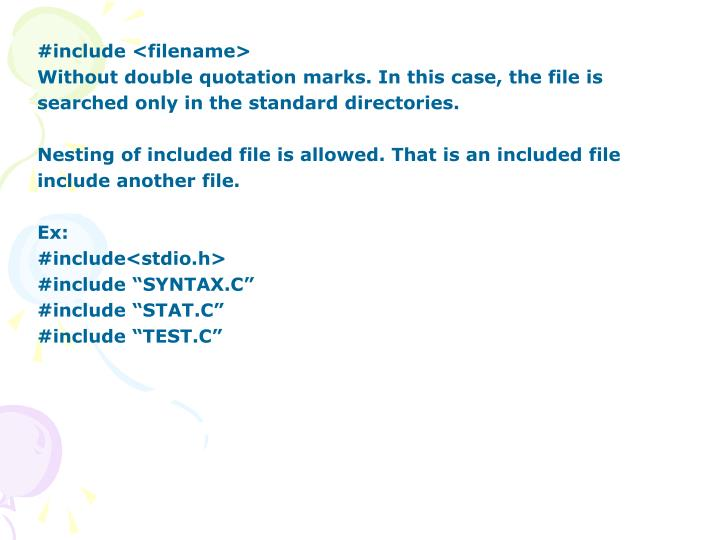 #include <filename>
Without double quotation marks. In this case, the file is
searched only in the standard directories.
Nesting of included file is allowed. That is an included file
include another file.
Ex:
#include<stdio.h>
#include “SYNTAX.C”
#include “STAT.C”
#include “TEST.C”